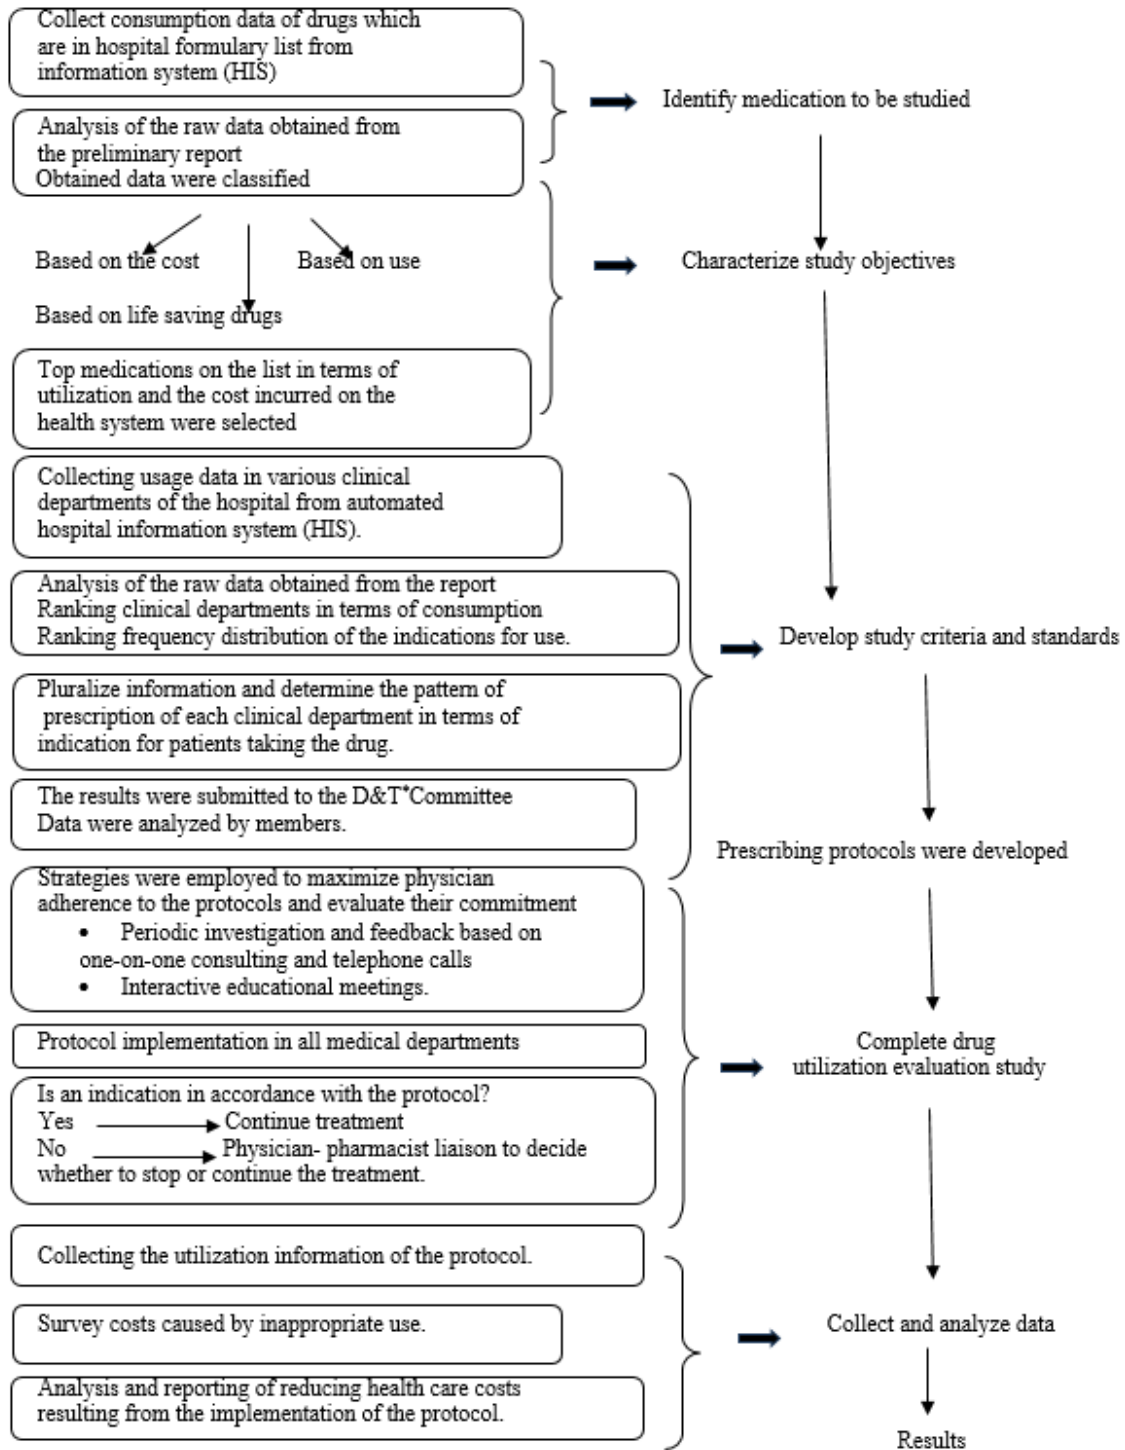 Collect consumption data of drugs which
are in hospital formulary list from
information system (HIS)
Identify medication to be studied
Analysis of the raw data obtained from
the preliminary report
Obtained data were classified
Based on the cost
Based on use
Characterize study objectives
Based on life saving drugs
Top medications on the list in terms of
utilization and the cost incurred on the
health system were selected
Collecting usage data in various clinical
departments of the hospital from automated
hospital information system (HIS).
Analysis of the raw data obtained from the report
Ranking clinical departments in terms of consumption
Ranking frequency distribution of the indications for use.
Develop study criteria and standards
Pluralize information and determine the pattern of
prescription of each clinical department in terms of
indication for patients taking the drug.
The results were submitted to the D&T*Committee
Data were analyzed by members.
Prescribing protocols were developed
Strategies were employed to maximize physician
adherence to the protocols and evaluate their commitment
• Periodic investigation and feedback based on
one-on-one consulting and telephone calls
• Interactive educational meetings.
Protocol implementation in all medical departments
Complete drug
utilization evaluation study
Is an indication in accordance with the protocol?
Yes Continue treatment
No Physician- pharmacist liaison to decide
whether to stop or continue the treatment.
Collecting the utilization information of the protocol.
Survey costs caused by inappropriate use.
Collect and analyze data
Analysis and reporting of reducing health care costs
resulting from the implementation of the protocol.
Results